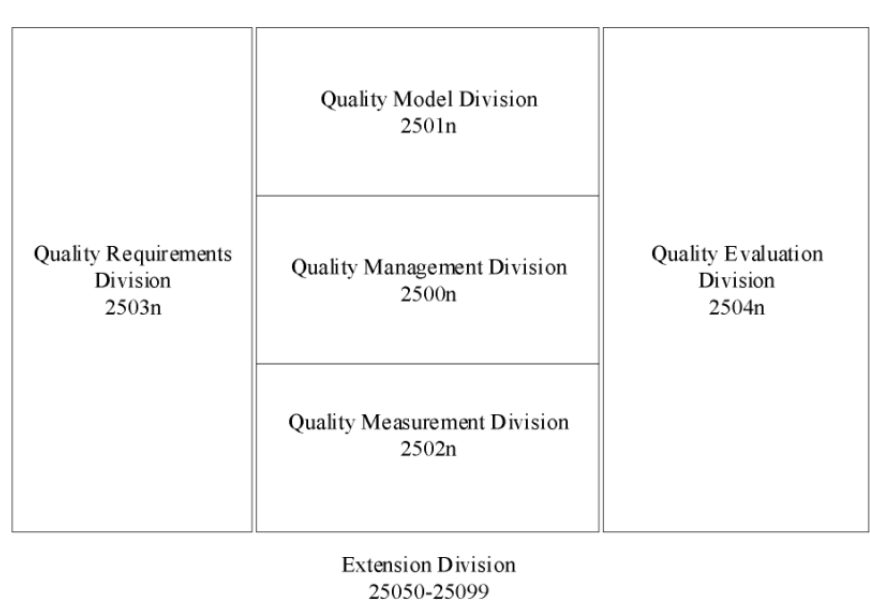 Quality Model Division
2501n
Quality Requirements
Division
2503n
Quality Management Division
2500n
Quality Evaluation
Division
2504n
Quality Measurement Division
2502n
Extension Division
25050-25099